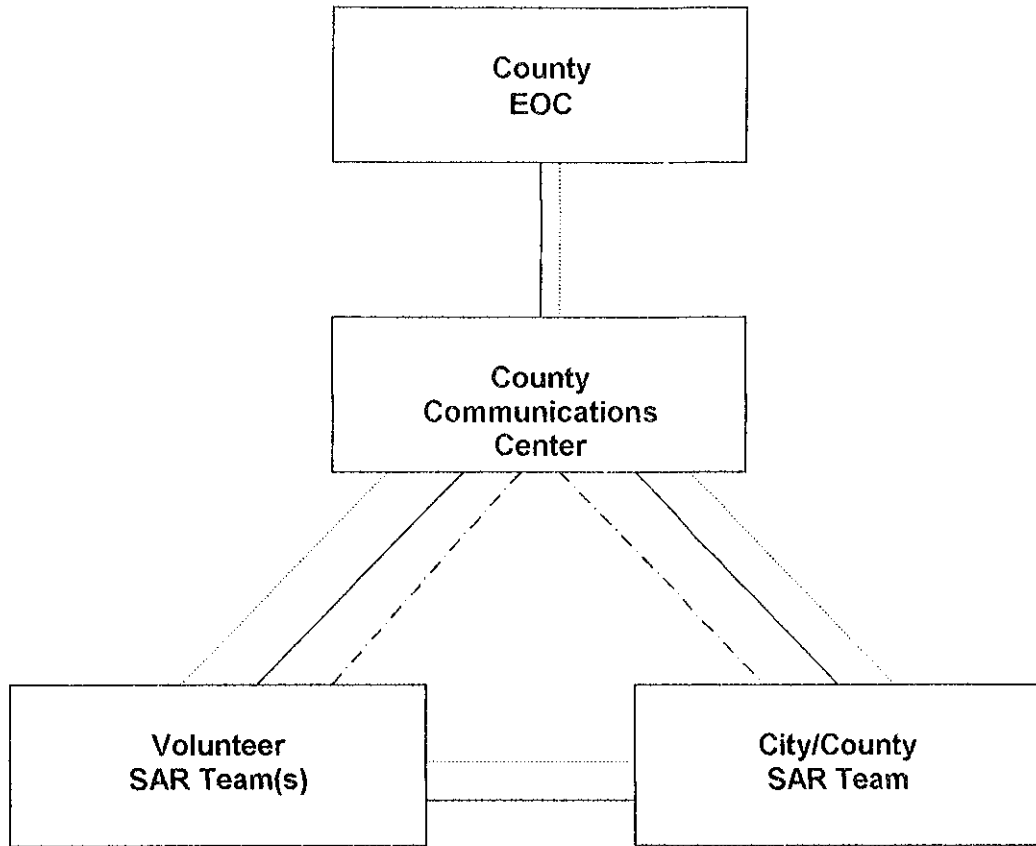 County
EOC
County
Communications
Center
Volunteer
SAR Team(s)
City/County
SAR Team